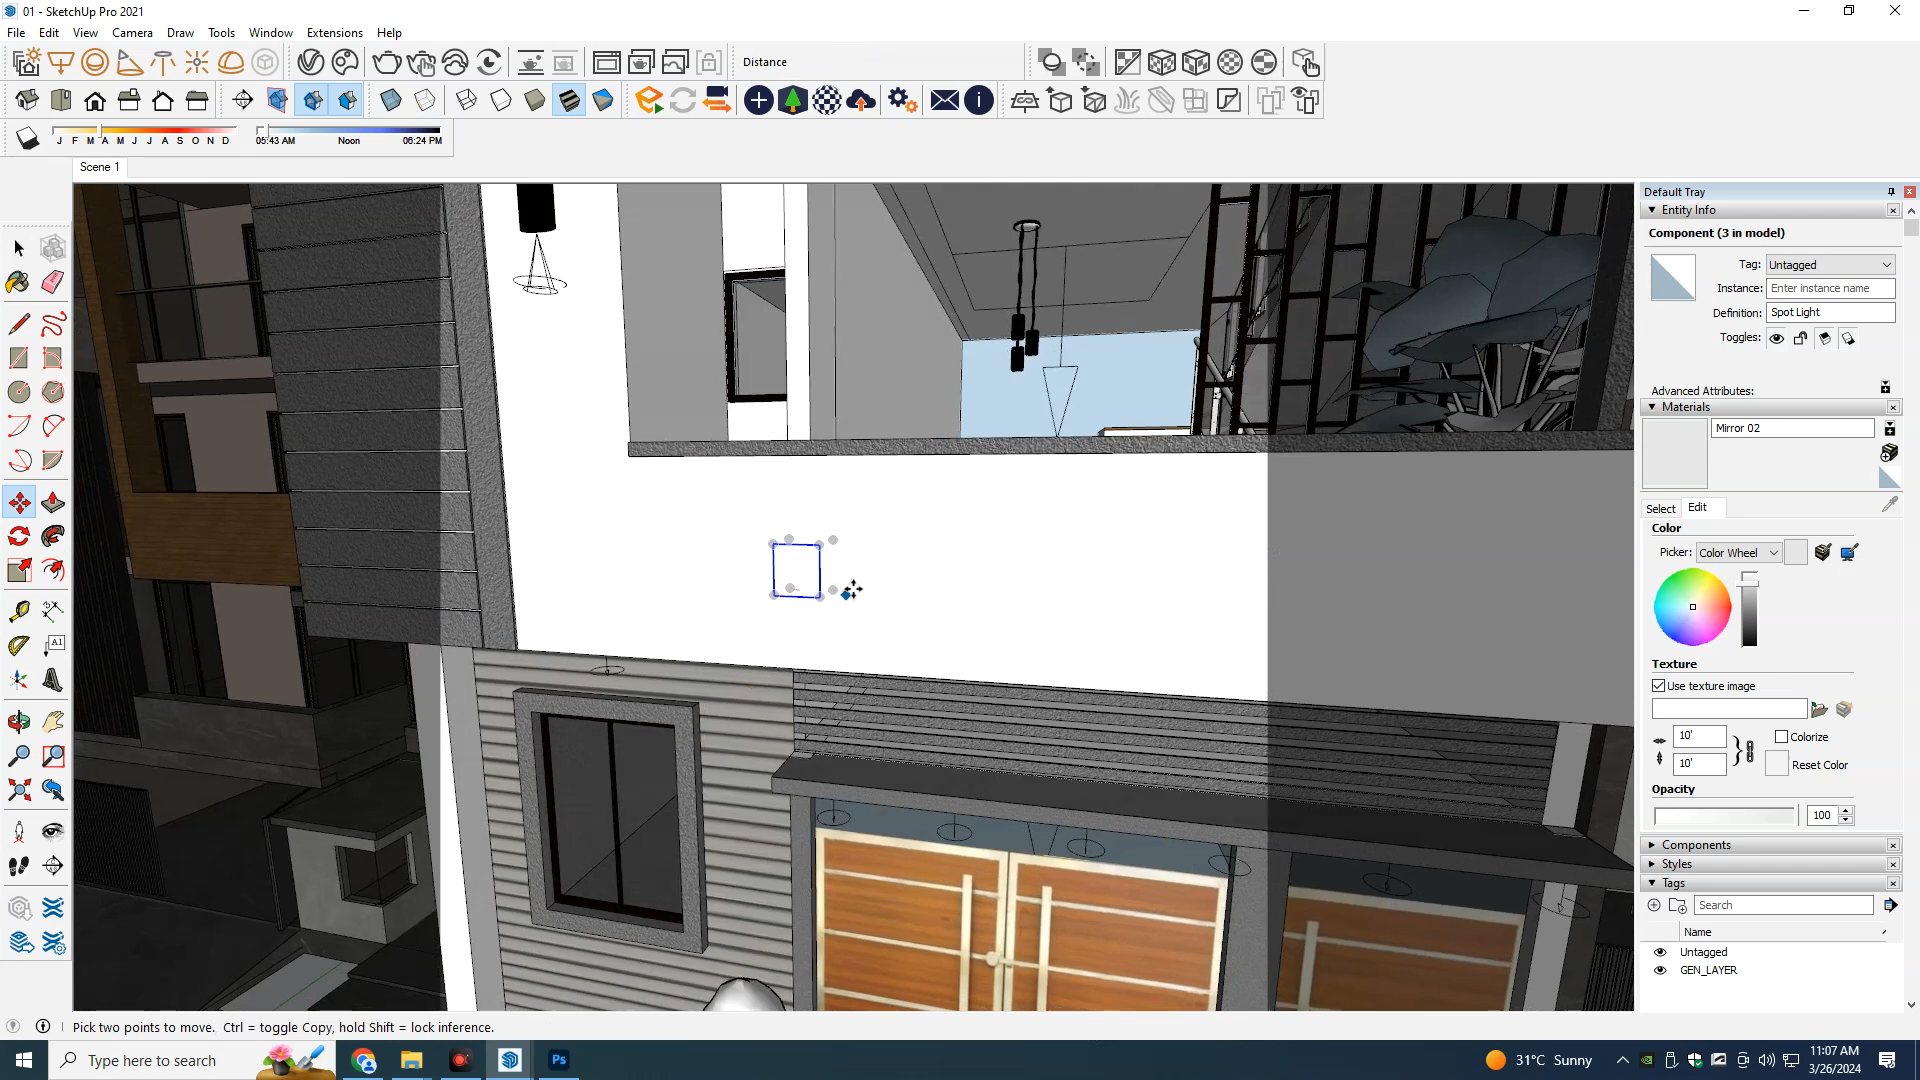 01 - SketchUp Pro 2021
File Edit View Camera Draw Tools Window Extensions Help
Distance
J F M A M J J A S O N D
05:43 AM Noon 06:24 PM
Scene 1
Default Tray
Entity Info
Component (3 in model)
Tag: Untagged
Instance: Enter instance name
Definition: Spot Light
Toggles:
Advanced Attributes:
Materials
Mirror 02
Select Edit
Color
Picker: Color Wheel
Texture
Use texture image
10'
Colorize
10'
Reset Color
Opacity
100
Components
Styles
Tags
Search
Name
Untagged
GEN_LAYER
A1
Pick two points to move. Ctrl = toggle Copy, hold Shift = lock inference.
Type here to search
Ps
31°C Sunny
11:07 AM
3/26/2024